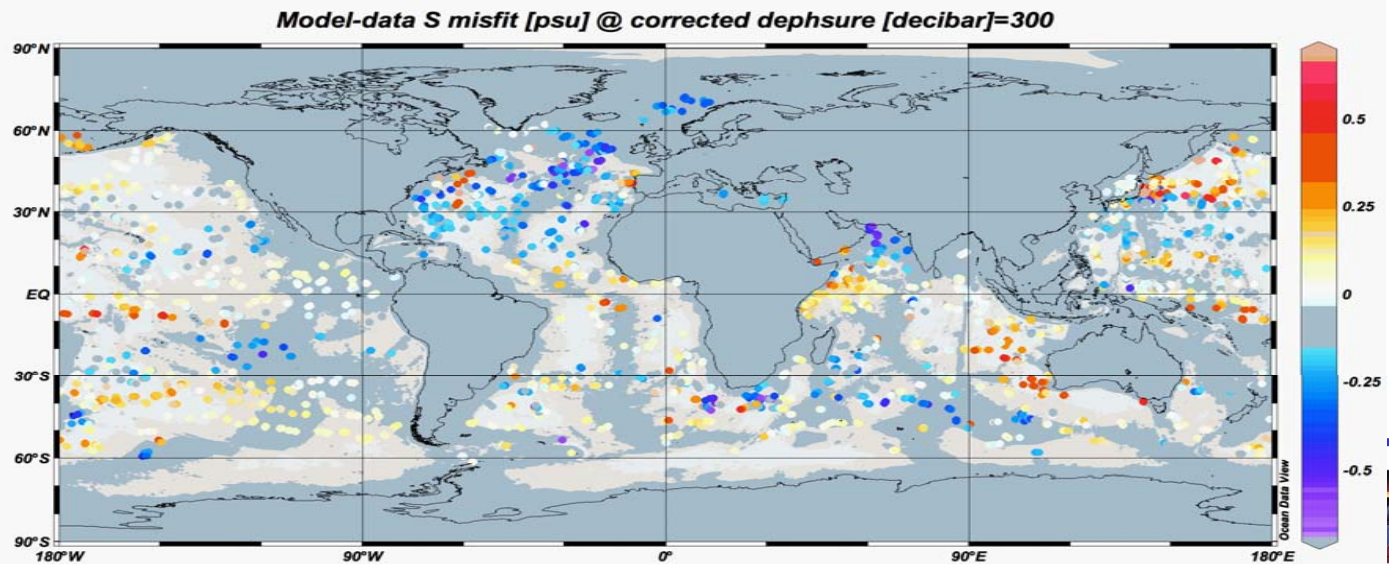 Model-data S misfit [psu] @ corrected dephsure [decibar]=300
90°N
60°N
30°N
EQ
30°S
60°S
90°S
180°W
90°W
0°
90°E
180°E
0.5
0.25
0
-0.25
-0.5
Ocean Data View